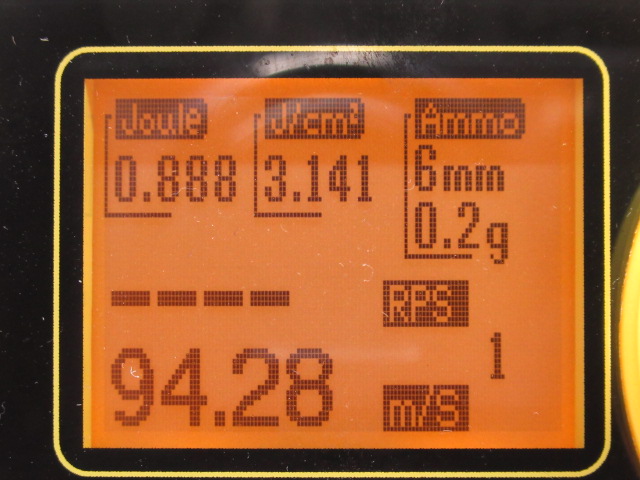 Joule J/cm² Ammo
0.888 3.141 6mm
0.2g
---- RPS
1
94.28 m/s